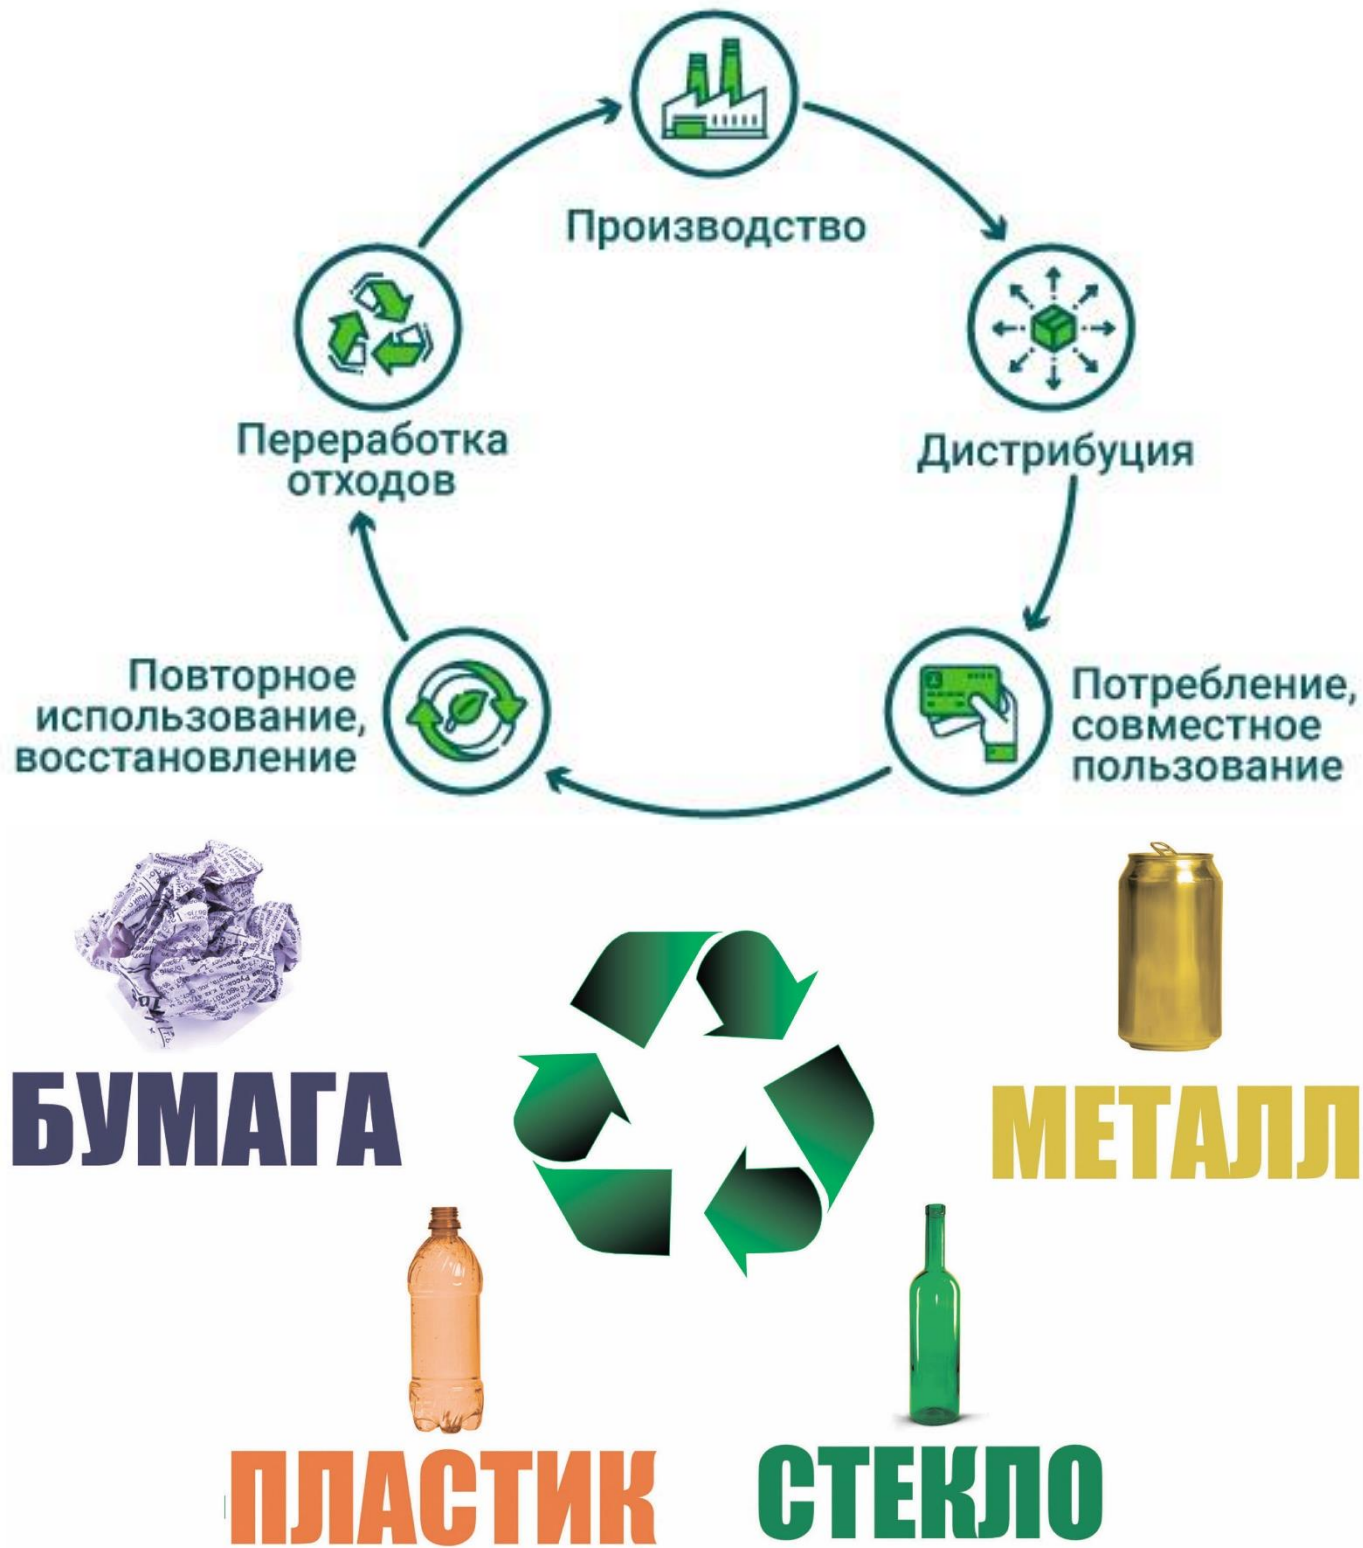 Производство
Переработка
отходов
Дистрибуция
Повторное
использование,
восстановление
Потребление,
совместное
пользование
БУМАГА
МЕТАЛЛ
ПЛАСТИК
СТЕКЛО